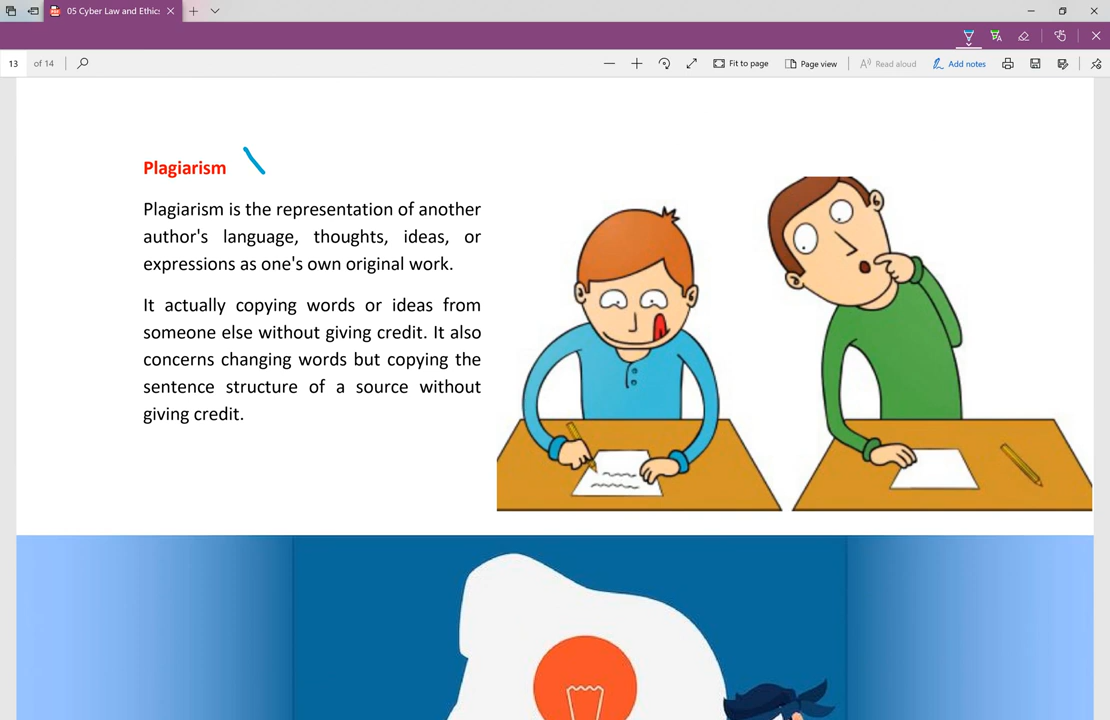 05 Cyber Law and Ethic
13 of 14
Fit to page
Page view
Read aloud
Add notes
Plagiarism
Plagiarism is the representation of another
author's language, thoughts, ideas, or
expressions as one's own original work.
It actually copying words or ideas from
someone else without giving credit. It also
concerns changing words but copying the
sentence structure of a source without
giving credit.